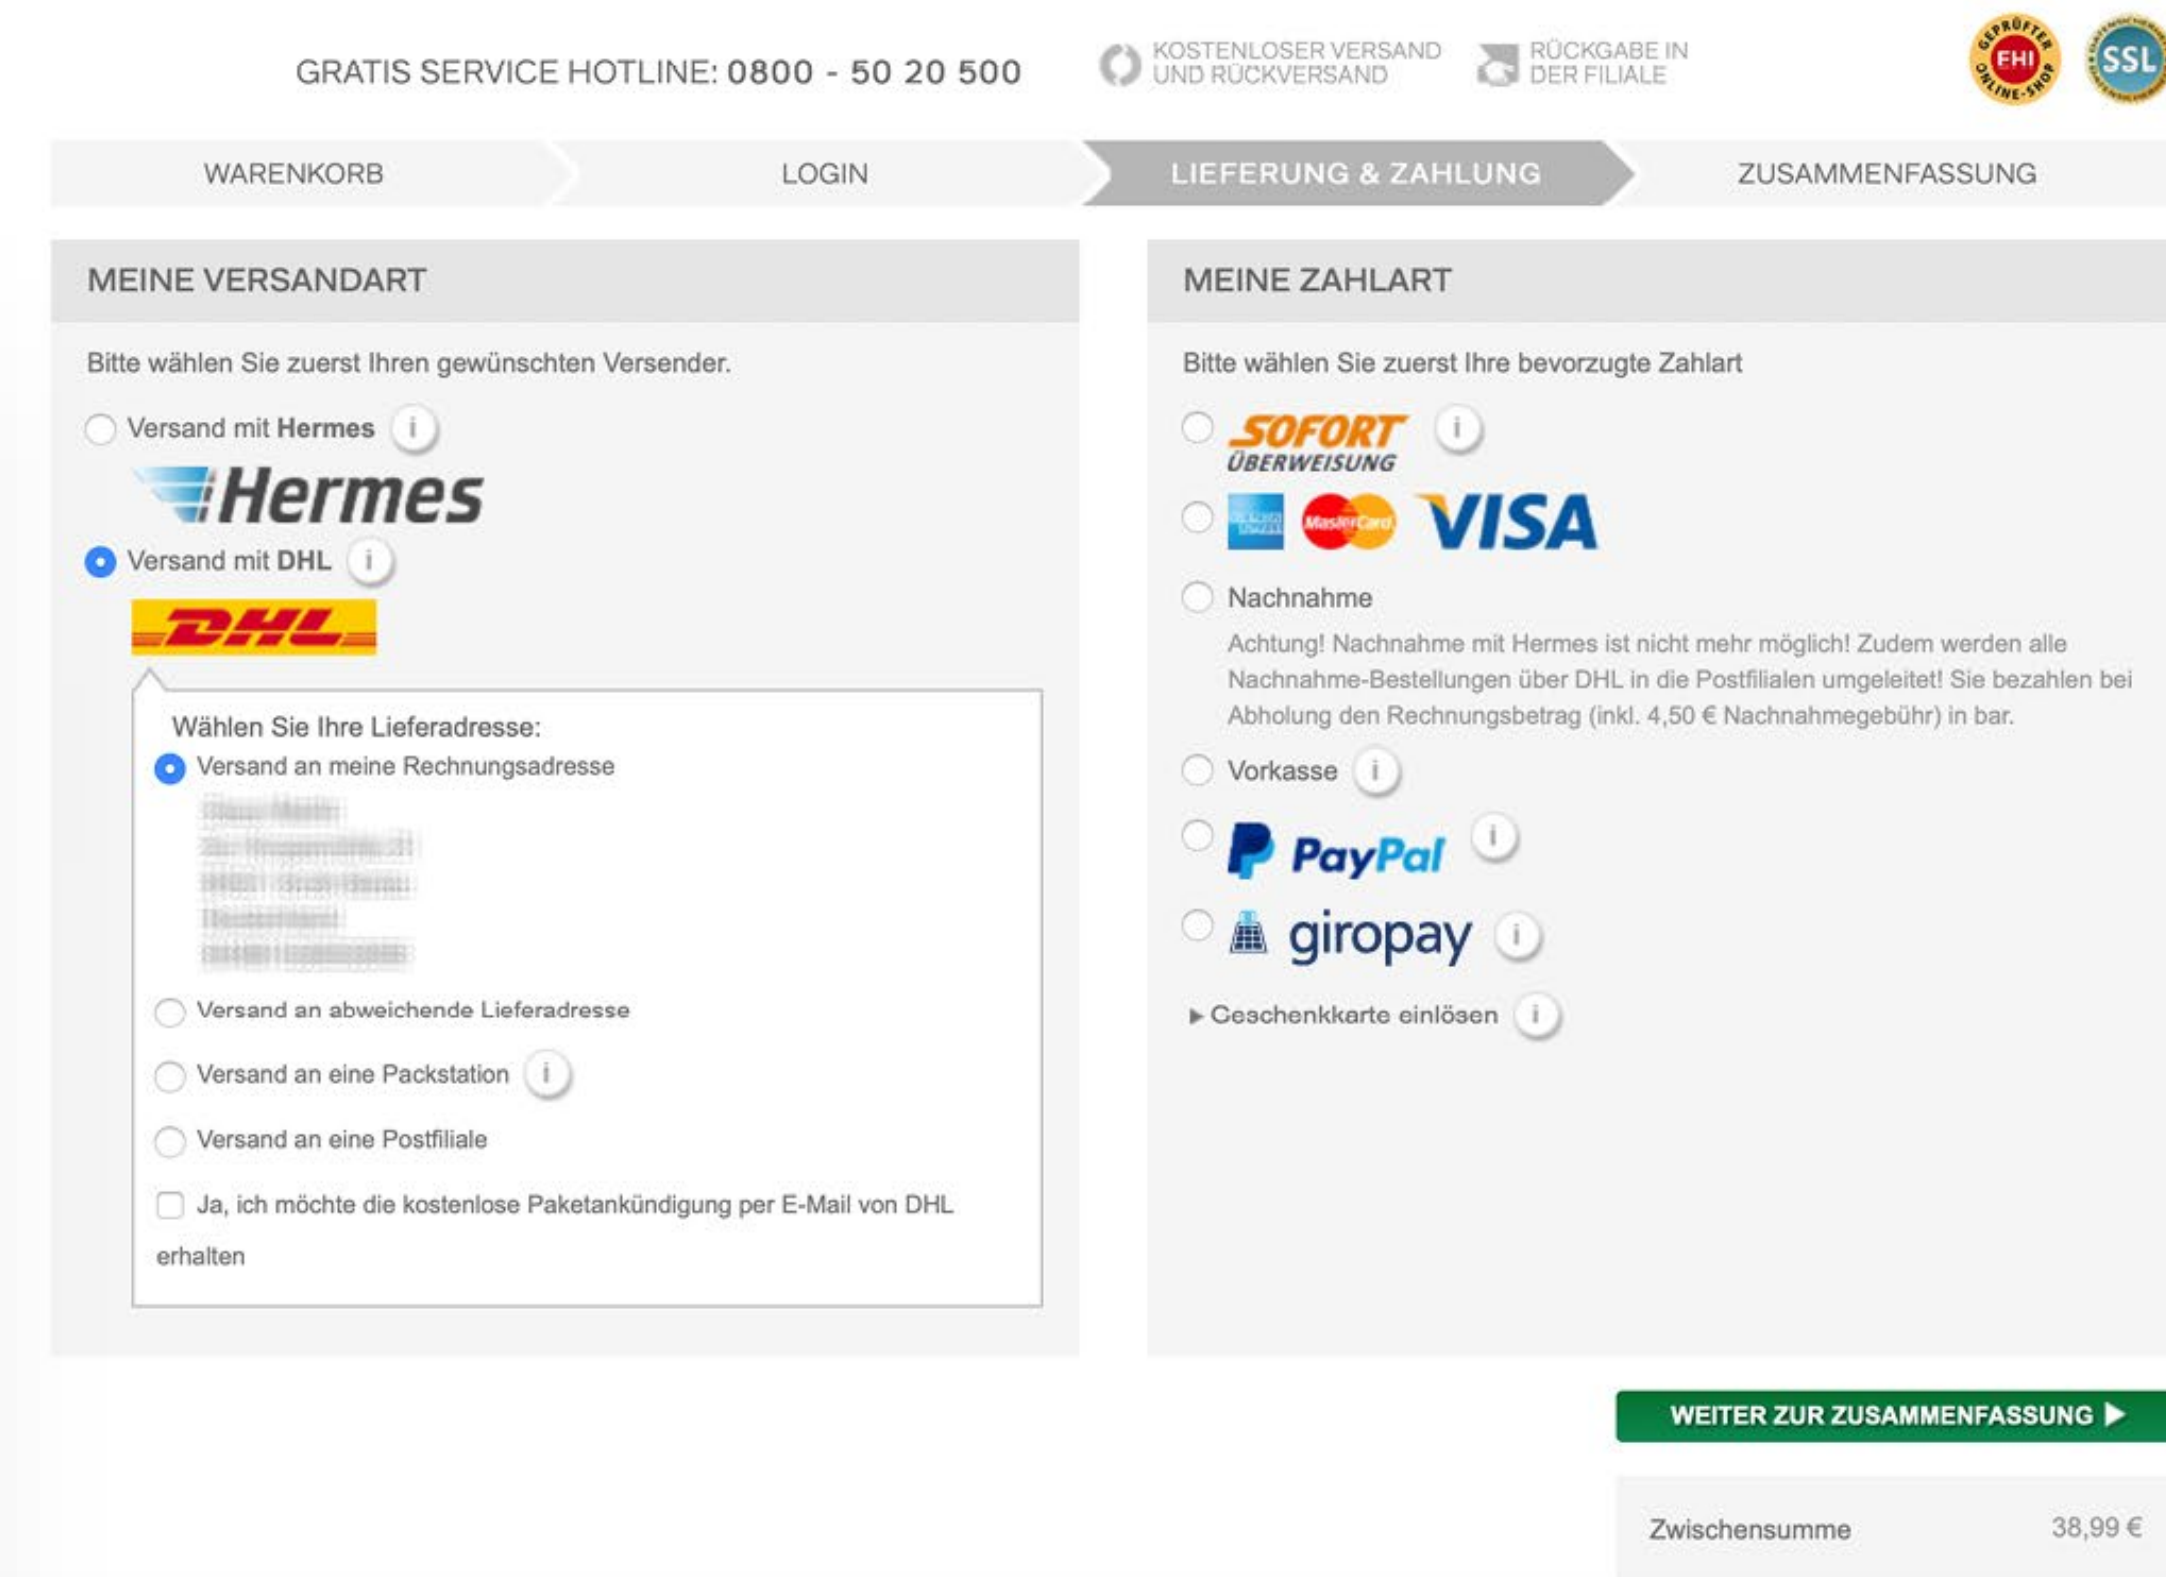 GRATIS SERVICE HOTLINE: 0800 - 50 20 500
KOSTENLOSER VERSAND
UND RÜCKVERSAND
RÜCKGABE IN
DER FILIALE
GEPRÜFTER
EHI
ONLINE-SHOP
SSL
WARENKORB
LOGIN
LIEFERUNG & ZAHLUNG
ZUSAMMENFASSUNG
MEINE VERSANDART
Bitte wählen Sie zuerst Ihren gewünschten Versender.
Versand mit Hermes i
Hermes
Versand mit DHL i
DHL
Wählen Sie Ihre Lieferadresse:
Versand an meine Rechnungsadresse
Versand an abweichende Lieferadresse
Versand an eine Packstation i
Versand an eine Postfiliale
Ja, ich möchte die kostenlose Paketankündigung per E-Mail von DHL
erhalten
MEINE ZAHLART
Bitte wählen Sie zuerst Ihre bevorzugte Zahlart
SOFORT i
ÜBERWEISUNG
MasterCard VISA
Nachnahme
Achtung! Nachnahme mit Hermes ist nicht mehr möglich! Zudem werden alle
Nachnahme-Bestellungen über DHL in die Postfilialen umgeleitet! Sie bezahlen bei
Abholung den Rechnungsbetrag (inkl. 4,50 € Nachnahmegebühr) in bar.
Vorkasse i
PayPal i
giropay i
Geschenkkarte einlösen i
WEITER ZUR ZUSAMMENFASSUNG
Zwischensumme 38,99 €